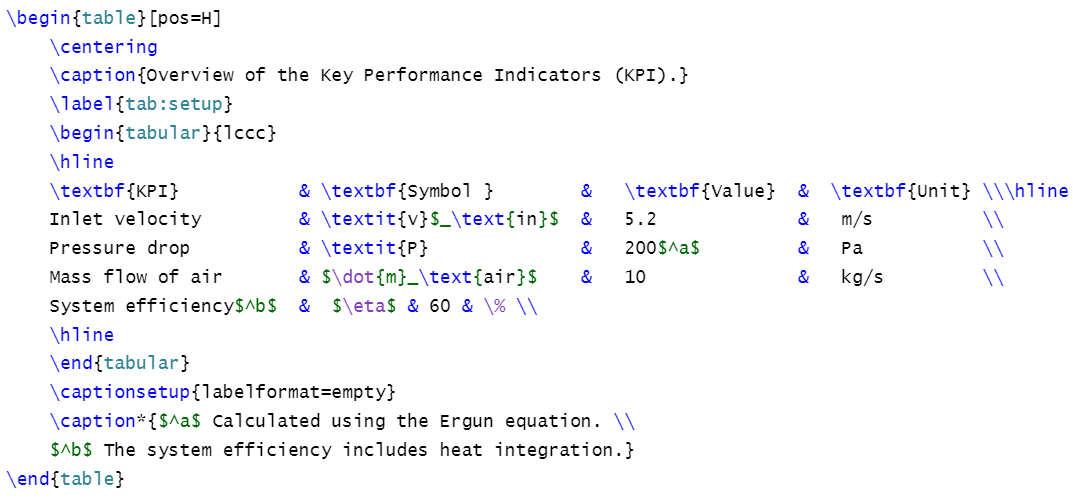 \begin{table}[pos=H]
    \centering
    \caption{Overview of the Key Performance Indicators (KPI).}
    \label{tab:setup}
    \begin{tabular}{lccc}
    \hline
    \textbf{KPI}           & \textbf{Symbol }        &   \textbf{Value}  &  \textbf{Unit} \\\hline
    Inlet velocity         & \textit{v}$_\text{in}$  &   5.2             &   m/s          \\
    Pressure drop          & \textit{P}              &   200$^a$         &   Pa           \\
    Mass flow of air       & $\dot{m}_\text{air}$    &   10              &   kg/s         \\
    System efficiency$^b$  &  $\eta$ & 60 & \% \\
    \hline
    \end{tabular}
    \captionsetup{labelformat=empty}
    \caption*{$^a$ Calculated using the Ergun equation. \\
    $^b$ The system efficiency includes heat integration.}
\end{table}